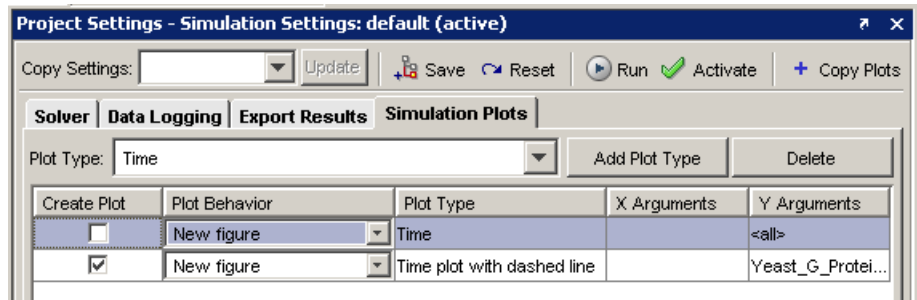 Project Settings - Simulation Settings: default (active)
Copy Settings: Update Save Reset Run Activate + Copy Plots
Solver Data Logging Export Results Simulation Plots
Plot Type: Time Add Plot Type Delete
Create Plot Plot Behavior Plot Type X Arguments Y Arguments
New figure Time <all>
New figure Time plot with dashed line Yeast_G_Protei...